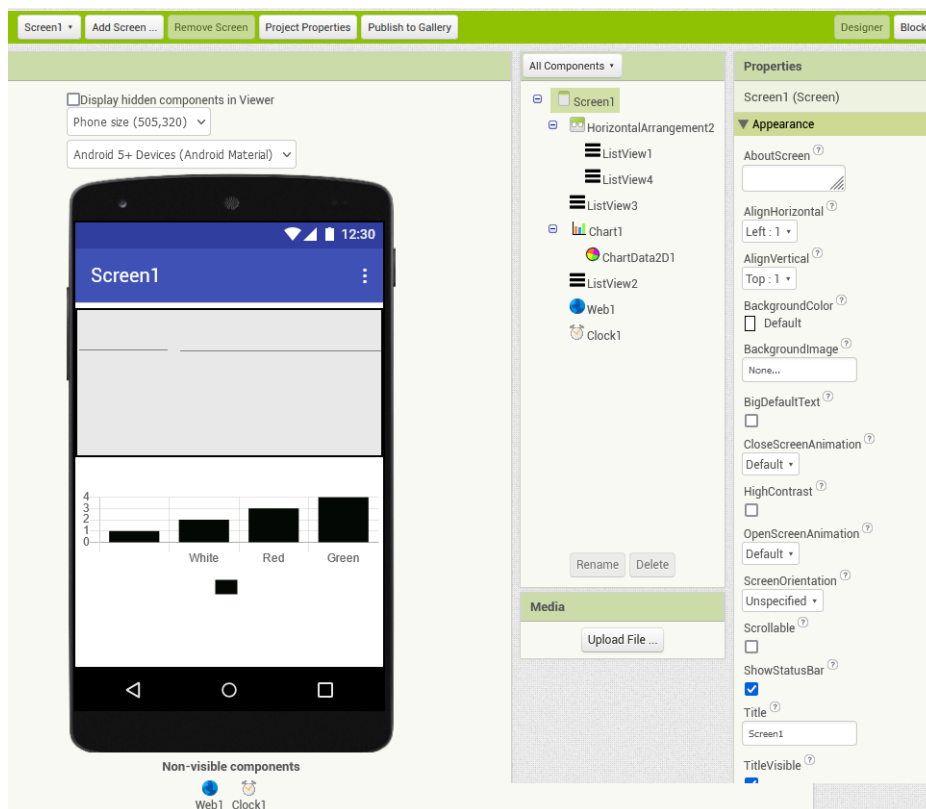 Screen1
Add Screen ...
Remove Screen
Project Properties
Publish to Gallery
Designer
Block
Display hidden components in Viewer
Phone size (505,320)
Android 5+ Devices (Android Material)
12:30
Screen1
4
3
2
1
0
White
Red
Green
Non-visible components
Web1
Clock1
All Components
Screen1
HorizontalArrangement2
ListView1
ListView4
ListView3
Chart1
ChartData2D1
ListView2
Web1
Clock1
Rename
Delete
Media
Upload File ...
Properties
Screen1 (Screen)
Appearance
AboutScreen ?
AlignHorizontal ?
Left : 1
AlignVertical ?
Top : 1
BackgroundColor ?
Default
BackgroundImage ?
None...
BigDefaultText ?
CloseScreenAnimation ?
Default
HighContrast ?
OpenScreenAnimation ?
Default
ScreenOrientation ?
Unspecified
Scrollable ?
ShowStatusBar ?
Title ?
Screen1
TitleVisible ?